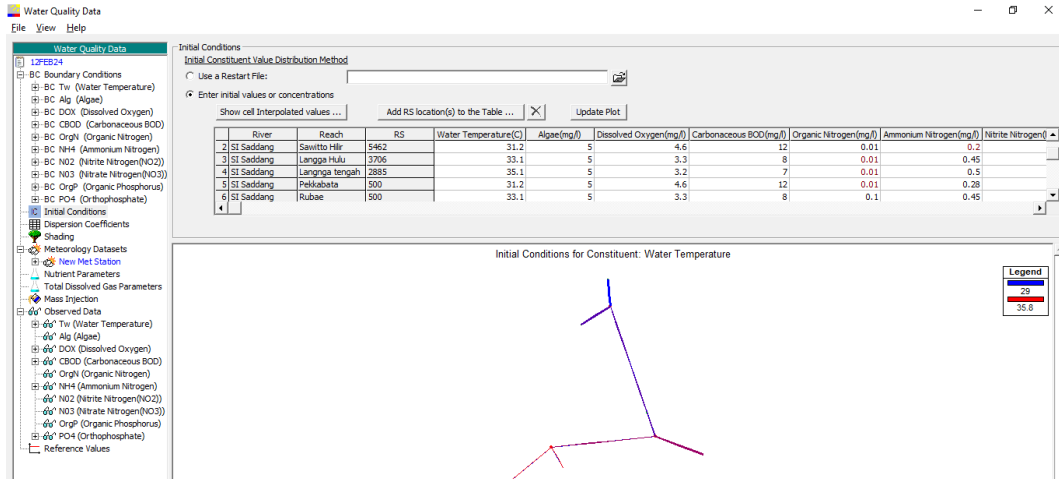 Water Quality Data
File View Help
Water Quality Data
12FEB24
BC Boundary Conditions
BC Tw (Water Temperature)
BC Alg (Algae)
BC DOX (Dissolved Oxygen)
BC CBOD (Carbonaceous BOD)
BC OrgN (Organic Nitrogen)
BC NH4 (Ammonium Nitrogen)
BC N02 (Nitrite Nitrogen(NO2))
BC N03 (Nitrate Nitrogen(NO3))
BC OrgP (Organic Phosphorus)
BC PO4 (Orthophosphate)
IC Initial Conditions
Dispersion Coefficients
Shading
Meteorology Datasets
New Met Station
Nutrient Parameters
Total Dissolved Gas Parameters
Mass Injection
Observed Data
Tw (Water Temperature)
Alg (Algae)
DOX (Dissolved Oxygen)
CBOD (Carbonaceous BOD)
OrgN (Organic Nitrogen)
NH4 (Ammonium Nitrogen)
N02 (Nitrite Nitrogen(NO2))
N03 (Nitrate Nitrogen(NO3))
OrgP (Organic Phosphorus)
PO4 (Orthophosphate)
Reference Values
Initial Conditions
Initial Constituent Value Distribution Method
Use a Restart File:
Enter initial values or concentrations
Show cell Interpolated values ... Add RS location(s) to the Table ... Update Plot
River Reach RS Water Temperature(C) Algae(mg/l) Dissolved Oxygen(mg/l) Carbonaceous BOD(mg/l) Organic Nitrogen(mg/l) Ammonium Nitrogen(mg/l) Nitrite Nitrogen(
2 SI Saddang Sawitto Hilir 5462 31.2 5 4.6 12 0.01 0.2
3 SI Saddang Langga Hulu 3706 33.1 5 3.3 8 0.01 0.45
4 SI Saddang Langnga tengah 2885 35.1 5 3.2 7 0.01 0.5
5 SI Saddang Pekkabata 500 31.2 5 4.6 12 0.01 0.28
6 SI Saddang Rubae 500 33.1 5 3.3 8 0.1 0.45
Initial Conditions for Constituent: Water Temperature
Legend
29
35.8